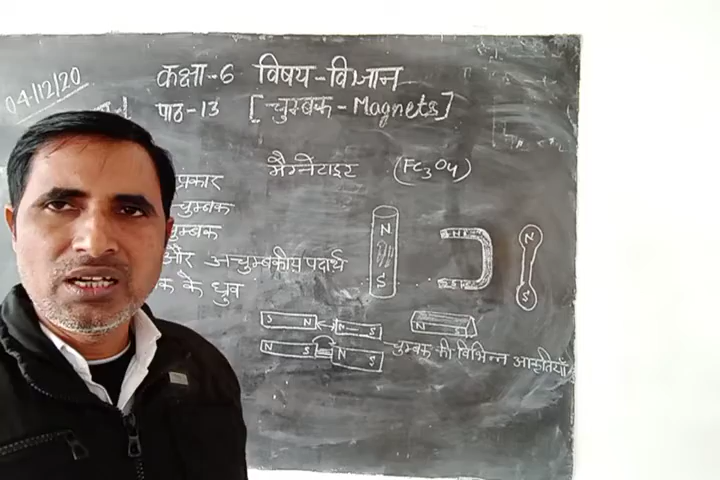 04/12/20
कक्षा-6 विषय-विज्ञान
पाठ-13 [चुम्बक - Magnets]
मैग्नेटाइट (Fe3O4)
प्रकार
चुम्बक
चुम्बक
और अचुम्बकीय पदार्थ
के ध्रुव
N
S
N
S
S N N S
N S
N S N S
चुम्बक की विभिन्न आकृतियाँ